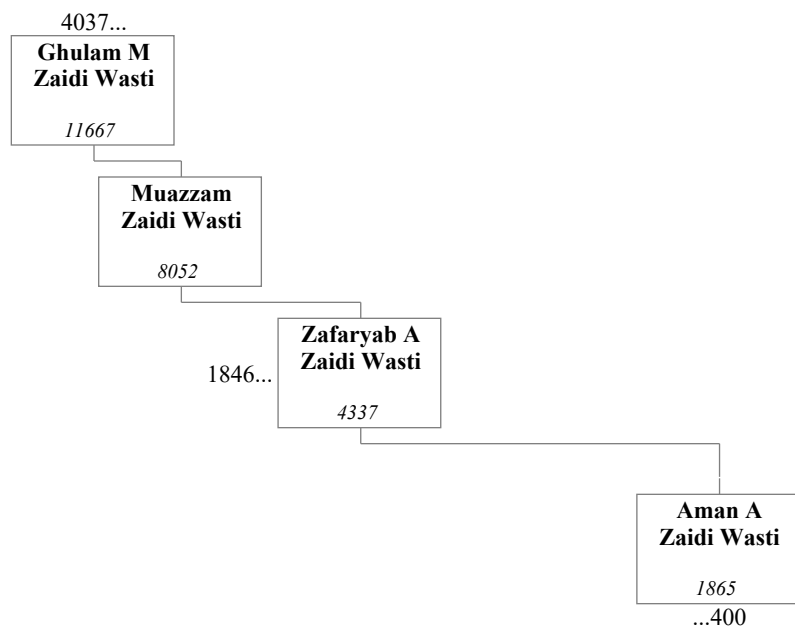 4037...
Ghulam M
Zaidi Wasti
11667
Muazzam
Zaidi Wasti
8052
Zafaryab A
Zaidi Wasti
1846...
4337
Aman A
Zaidi Wasti
1865
...400